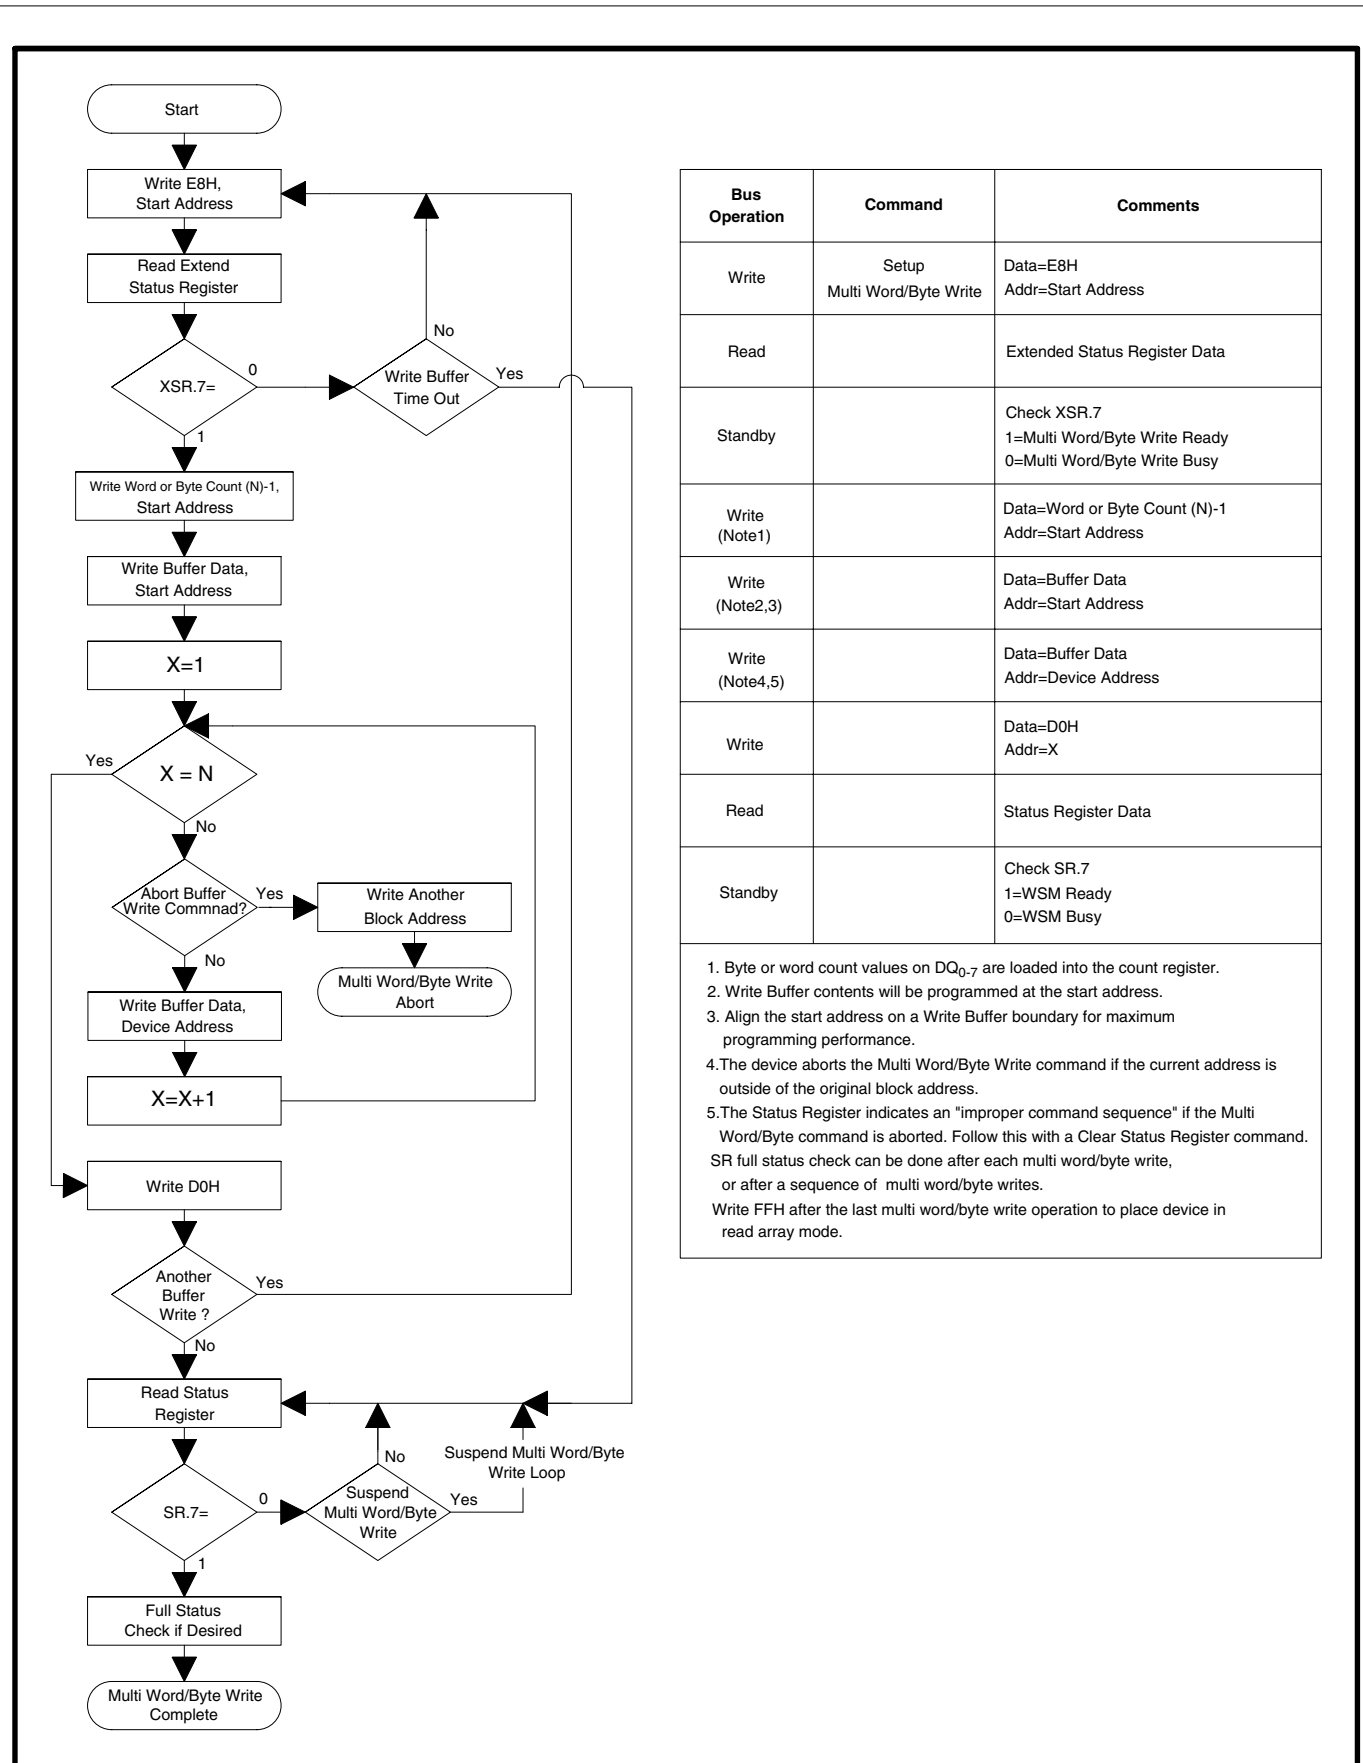 Start
Write E8H,
Start Address
Read Extend
Status Register
XSR.7=
0
1
Write Buffer
Time Out
No
Yes
Write Word or Byte Count (N)-1,
Start Address
Write Buffer Data,
Start Address
X=1
X = N
Yes
No
Abort Buffer
Write Commnad?
Yes
No
Write Another
Block Address
Multi Word/Byte Write
Abort
Write Buffer Data,
Device Address
X=X+1
Write D0H
Another
Buffer
Write ?
Yes
No
Read Status
Register
SR.7=
0
1
Suspend
Multi Word/Byte
Write
No
Yes
Suspend Multi Word/Byte
Write Loop
Full Status
Check if Desired
Multi Word/Byte Write
Complete
Bus
Operation
Command
Comments
Write
Setup
Multi Word/Byte Write
Data=E8H
Addr=Start Address
Read
Extended Status Register Data
Standby
Check XSR.7
1=Multi Word/Byte Write Ready
0=Multi Word/Byte Write Busy
Write
(Note1)
Data=Word or Byte Count (N)-1
Addr=Start Address
Write
(Note2,3)
Data=Buffer Data
Addr=Start Address
Write
(Note4,5)
Data=Buffer Data
Addr=Device Address
Write
Data=D0H
Addr=X
Read
Status Register Data
Standby
Check SR.7
1=WSM Ready
0=WSM Busy
1. Byte or word count values on DQ0-7 are loaded into the count register.
2. Write Buffer contents will be programmed at the start address.
3. Align the start address on a Write Buffer boundary for maximum
programming performance.
4.The device aborts the Multi Word/Byte Write command if the current address is
outside of the original block address.
5.The Status Register indicates an "improper command sequence" if the Multi
Word/Byte command is aborted. Follow this with a Clear Status Register command.
SR full status check can be done after each multi word/byte write,
or after a sequence of multi word/byte writes.
Write FFH after the last multi word/byte write operation to place device in
read array mode.